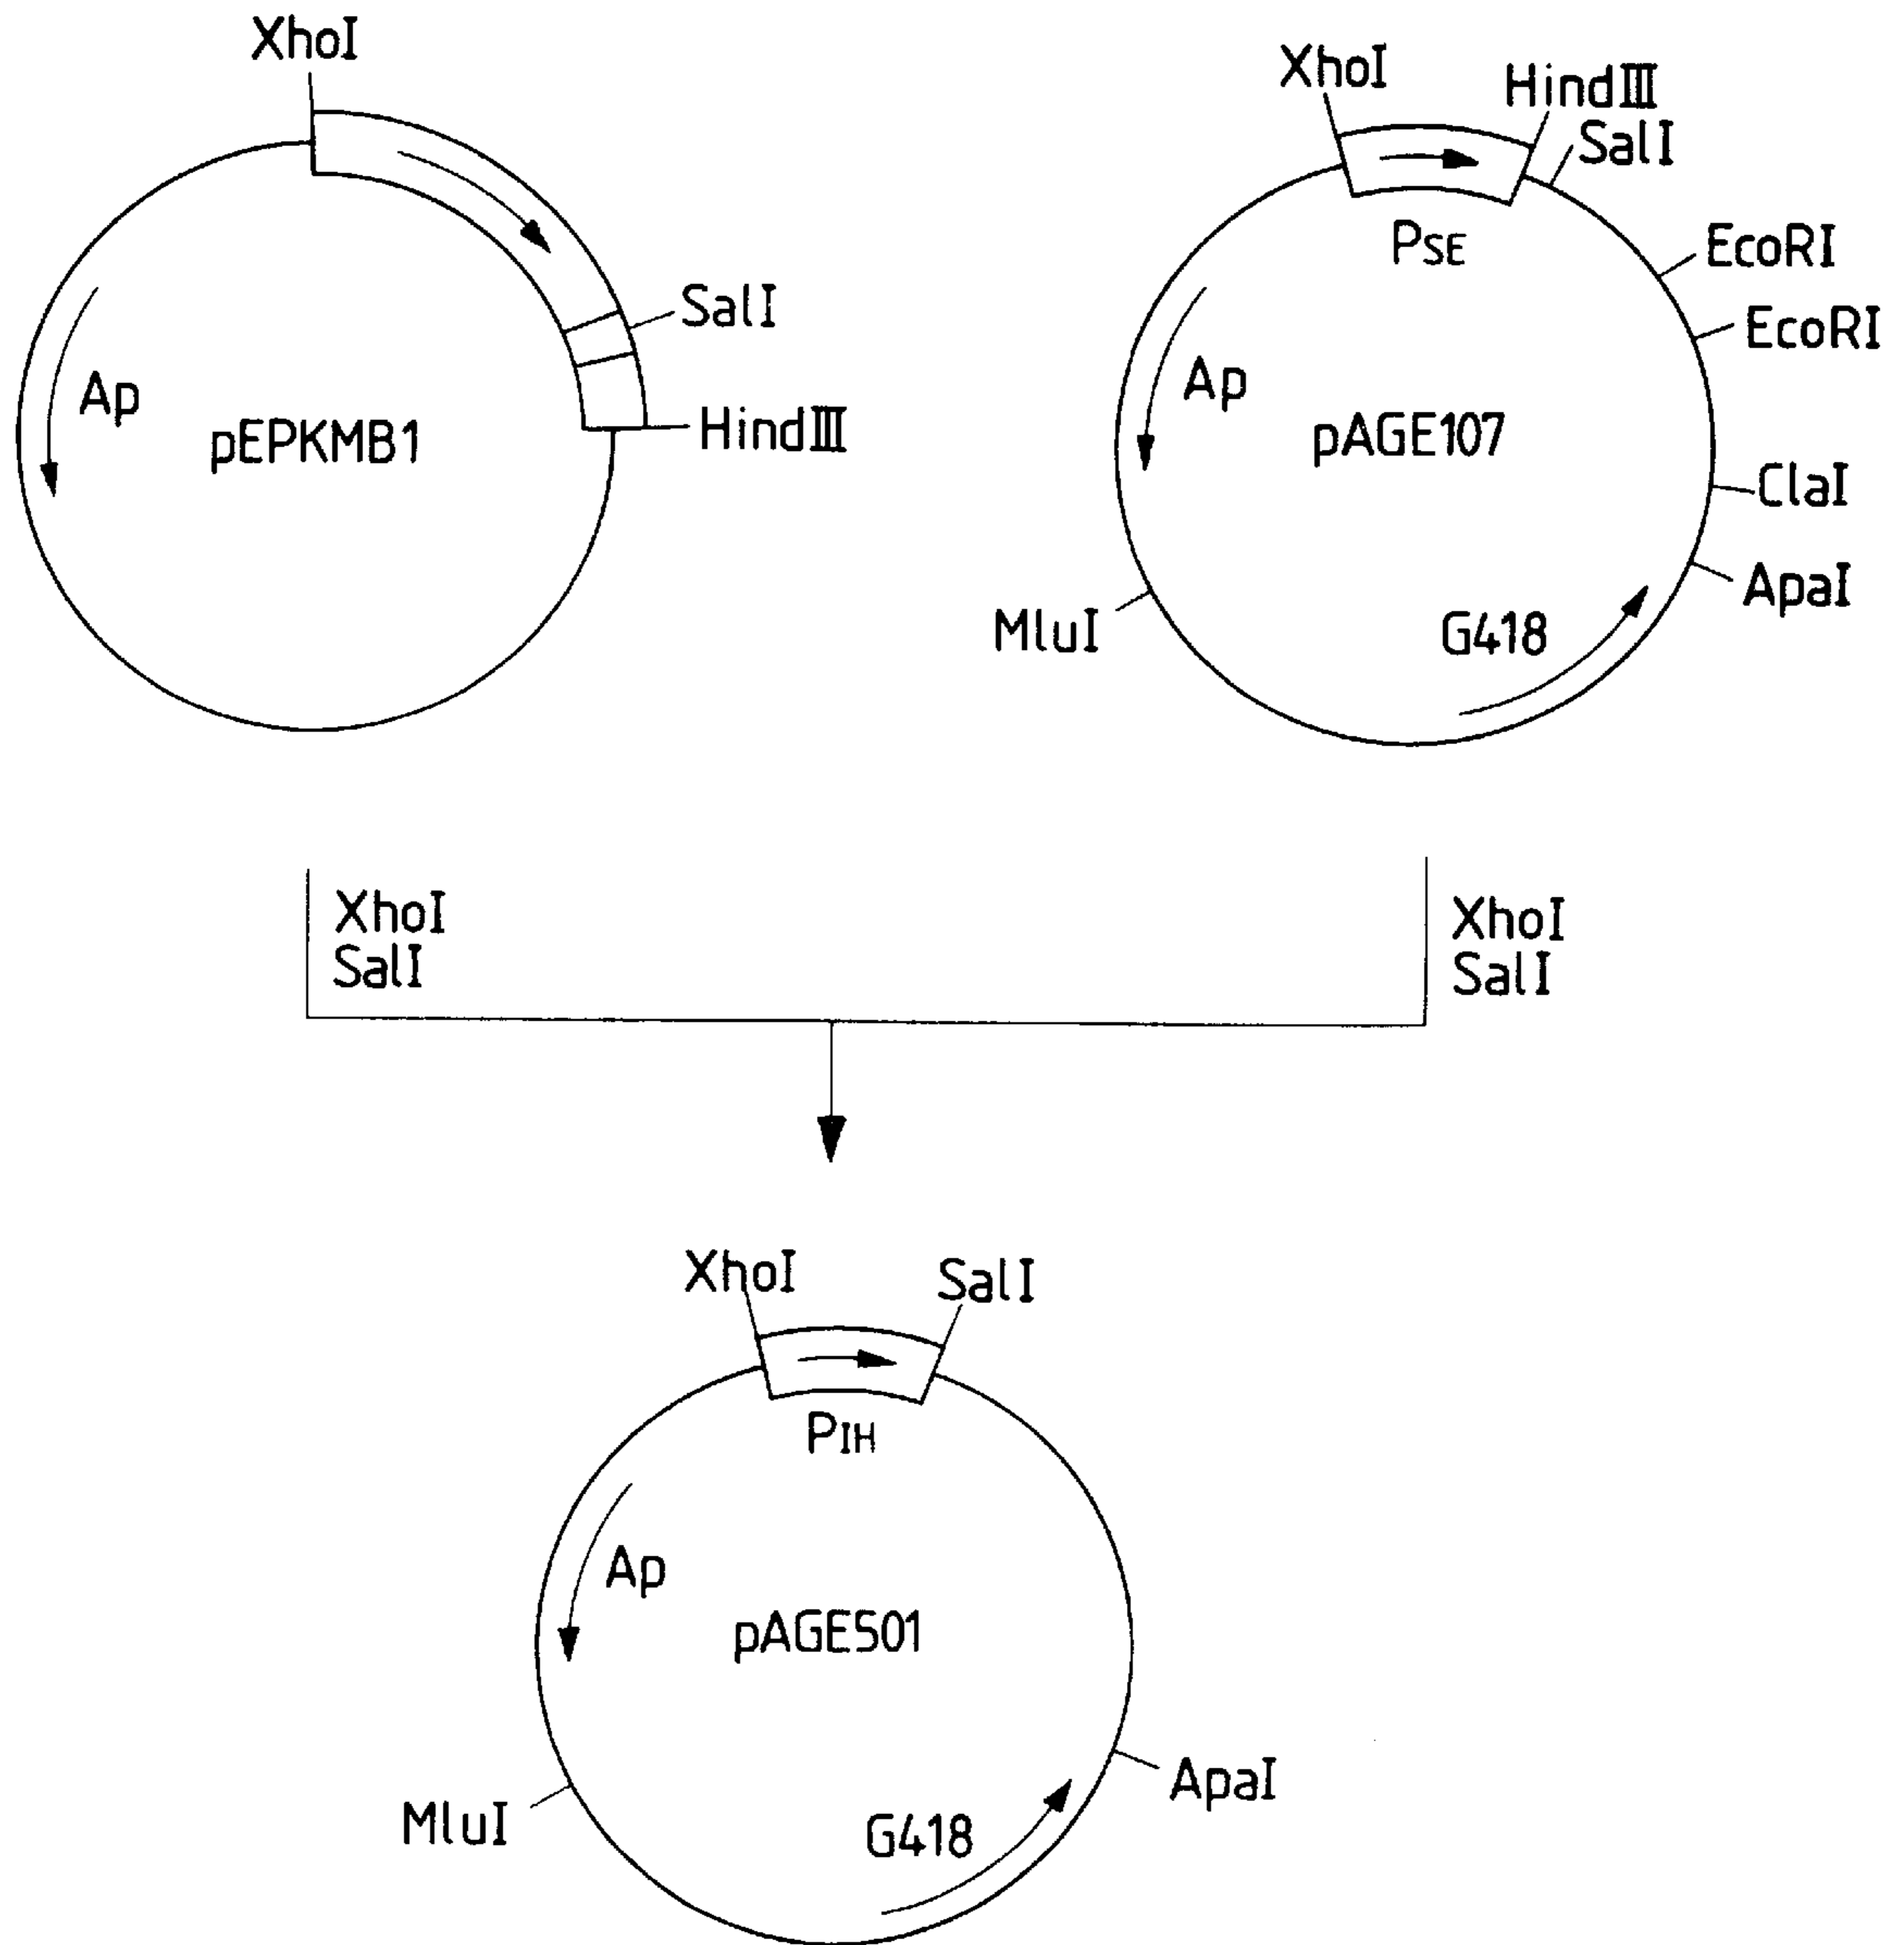 XhoI
SalI
HindⅢ
Ap
pEPKMB1
XhoI
HindⅢ
SalI
PSE
EcoRI
EcoRI
Ap
pAGE107
ClaI
ApaI
MluI
G418
XhoI
SalI
XhoI
SalI
XhoI
SalI
PIH
Ap
pAGE501
ApaI
MluI
G418